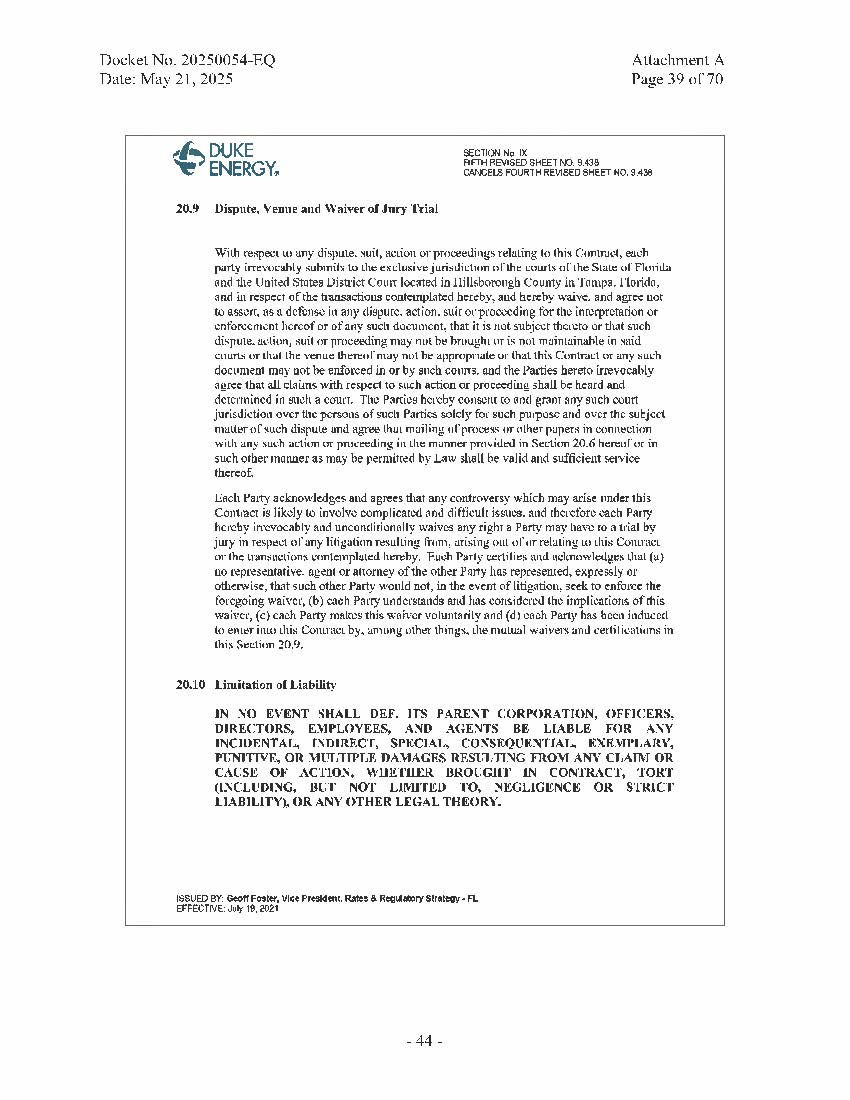 Docket No. 20250054-EQ
Date: May 21, 2025
Attachment A
Page 39 of 70
DUKE
ENERGY®
SECTION No. IX
FIFTH REVISED SHEET NO. 9.438
CANCELS FOURTH REVISED SHEET NO. 9.438
20.9 Dispute, Venue and Waiver of Jury Trial
With respect to any dispute, suit, action or proceedings relating to this Contract, each
party irrevocably submits to the exclusive jurisdiction of the courts of the State of Florida
and the United States District Court located in Hillsborough County in Tampa, Florida,
and in respect of the transactions contemplated hereby, and hereby waive, and agree not
to assert, as a defense in any dispute, action, suit or proceeding for the interpretation or
enforcement hereof or of any such document, that it is not subject thereto or that such
dispute, action, suit or proceeding may not be brought or is not maintainable in said
courts or that the venue thereof may not be appropriate or that this Contract or any such
document may not be enforced in or by such courts, and the Parties hereto irrevocably
agree that all claims with respect to such action or proceeding shall be heard and
determined in such a court. The Parties hereby consent to and grant any such court
jurisdiction over the persons of such Parties solely for such purpose and over the subject
matter of such dispute and agree that mailing of process or other papers in connection
with any such action or proceeding in the manner provided in Section 20.6 hereof or in
such other manner as may be permitted by Law shall be valid and sufficient service
thereof.
Each Party acknowledges and agrees that any controversy which may arise under this
Contract is likely to involve complicated and difficult issues, and therefore each Party
hereby irrevocably and unconditionally waives any right a Party may have to a trial by
jury in respect of any litigation resulting from, arising out of or relating to this Contract
or the transactions contemplated hereby. Each Party certifies and acknowledges that (a)
no representative, agent or attorney of the other Party has represented, expressly or
otherwise, that such other Party would not, in the event of litigation, seek to enforce the
foregoing waiver, (b) each Party understands and has considered the implications of this
waiver, (c) each Party makes this waiver voluntarily and (d) each Party has been induced
to enter into this Contract by, among other things, the mutual waivers and certifications in
this Section 20.9.
20.10 Limitation of Liability
IN NO EVENT SHALL DEF, ITS PARENT CORPORATION, OFFICERS,
DIRECTORS, EMPLOYEES, AND AGENTS BE LIABLE FOR ANY
INCIDENTAL, INDIRECT, SPECIAL, CONSEQUENTIAL, EXEMPLARY,
PUNITIVE, OR MULTIPLE DAMAGES RESULTING FROM ANY CLAIM OR
CAUSE OF ACTION, WHETHER BROUGHT IN CONTRACT, TORT
(INCLUDING, BUT NOT LIMITED TO, NEGLIGENCE OR STRICT
LIABILITY), OR ANY OTHER LEGAL THEORY.
ISSUED BY: Geoff Foster, Vice President, Rates & Regulatory Strategy - FL
EFFECTIVE: July 19, 2021
- 44 -